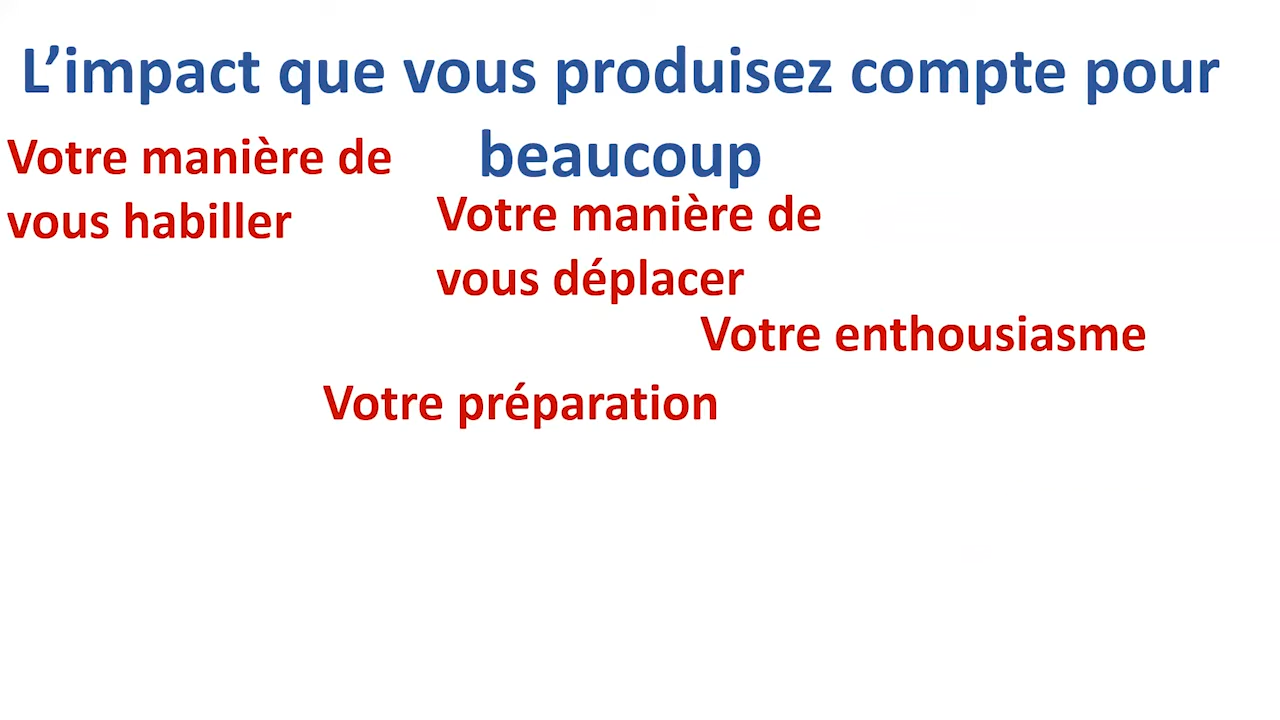 L’impact que vous produisez compte pour
beaucoup
Votre manière de
vous habiller
Votre manière de
vous déplacer
Votre enthousiasme
Votre préparation